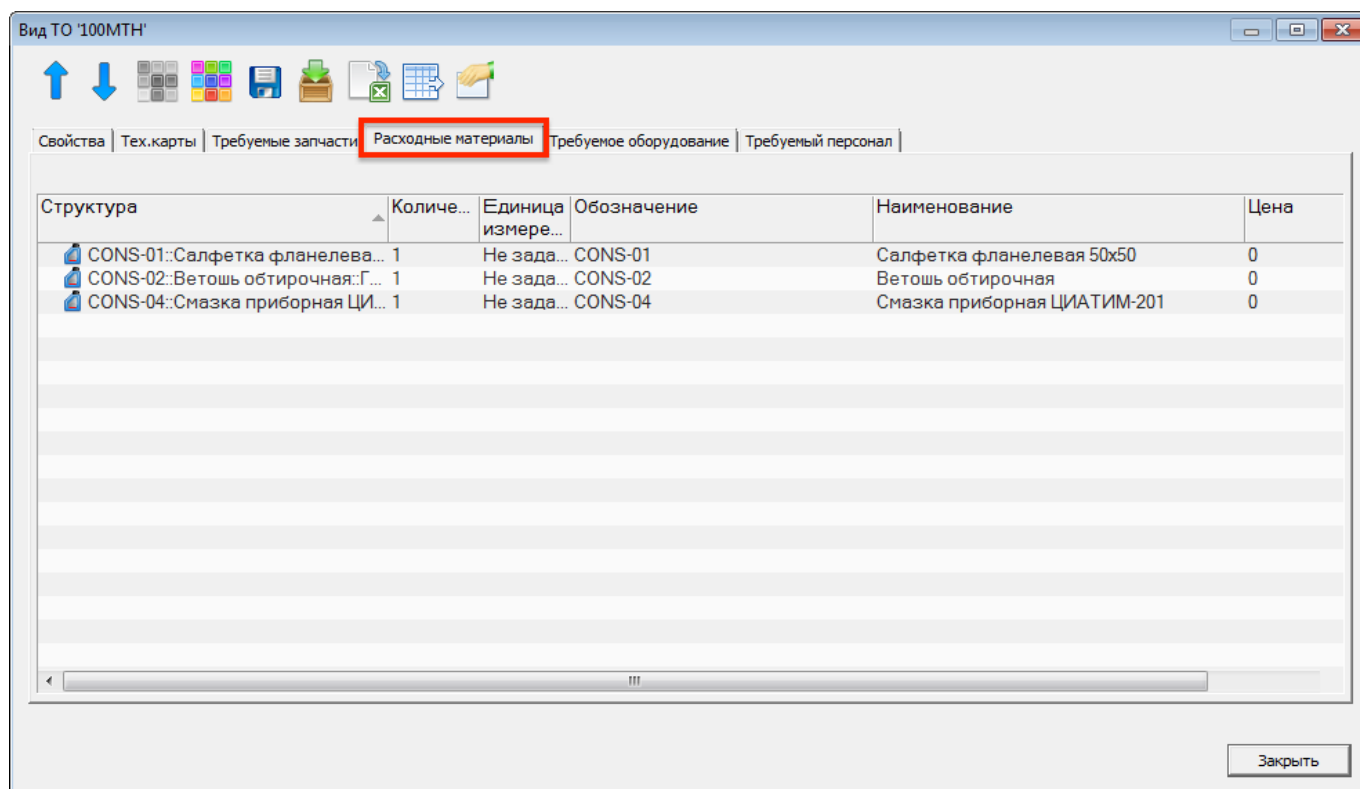 Вид ТО '100МТН'
Свойства Тех.карты Требуемые запчасти Расходные материалы Требуемое оборудование Требуемый персонал
Структура Количе... Единица измере... Обозначение Наименование Цена
CONS-01::Салфетка фланелева... 1 Не зада... CONS-01 Салфетка фланелевая 50x50 0
CONS-02::Ветошь обтирочная::Г... 1 Не зада... CONS-02 Ветошь обтирочная 0
CONS-04::Смазка приборная ЦИ... 1 Не зада... CONS-04 Смазка приборная ЦИАТИМ-201 0
Закрыть